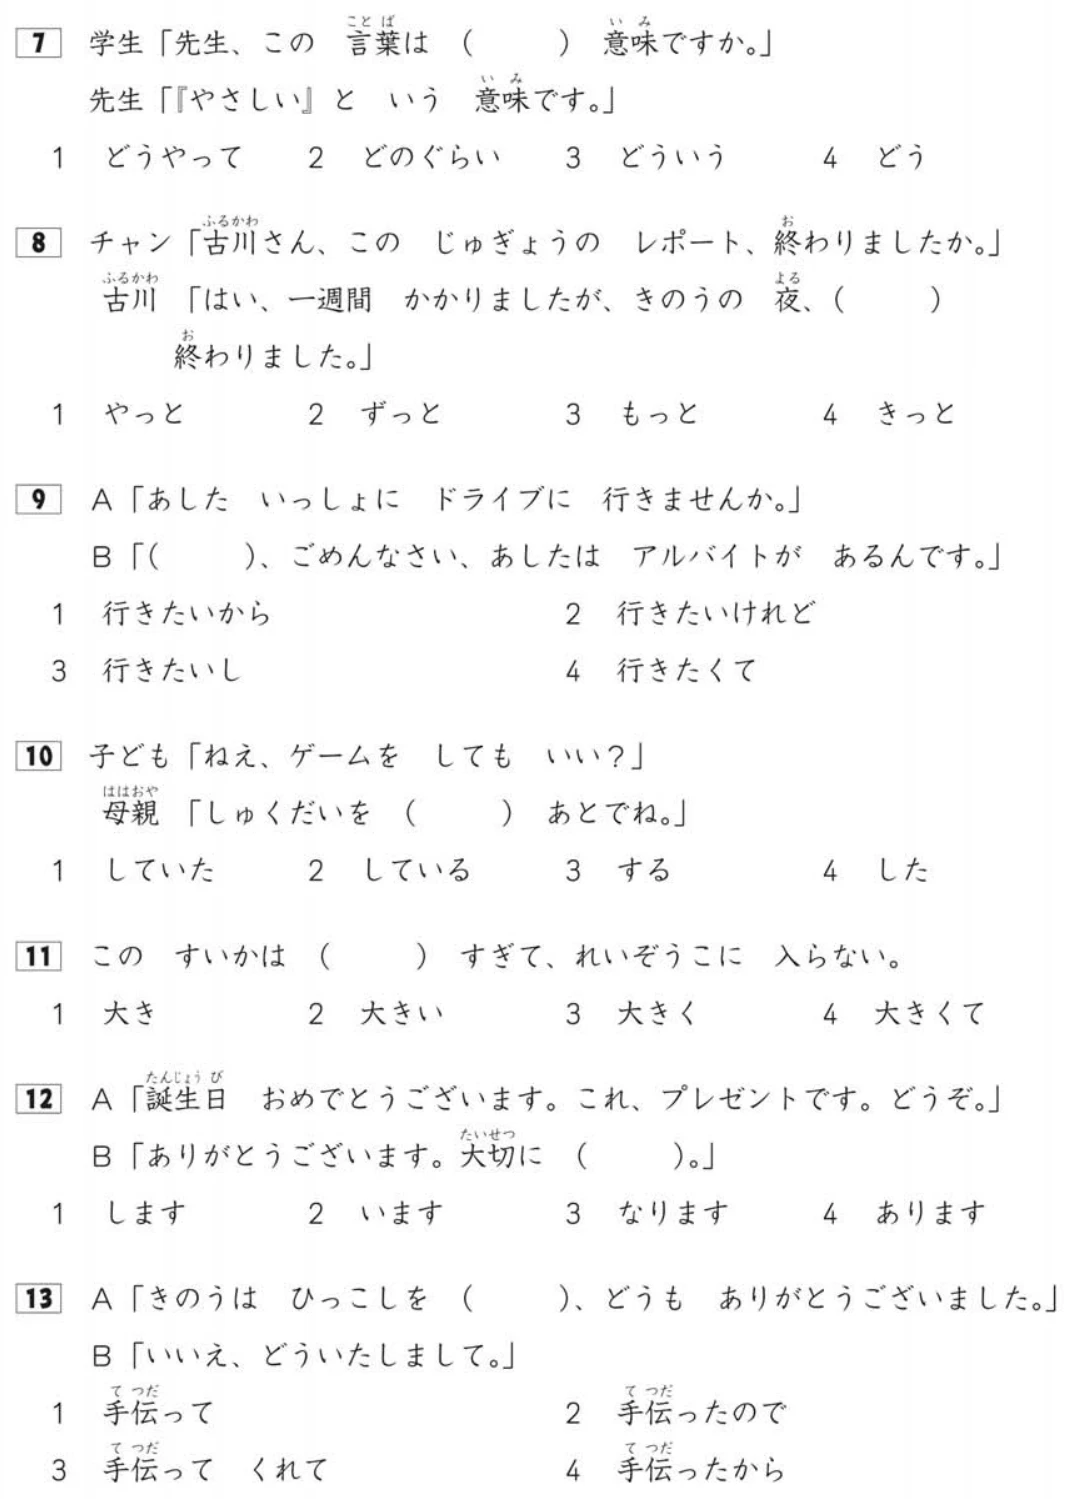 7 学生「先生、この 言葉は ( ) 意味ですか。」
先生「『やさしい』と いう 意味です。」
1 どうやって 2 どのぐらい 3 どういう 4 どう
8 チャン「古川さん、この じゅぎょうの レポート、終わりましたか。」
古川 「はい、一週間 かかりましたが、きのうの 夜、( )
終わりました。」
1 やっと 2 ずっと 3 もっと 4 きっと
9 A「あした いっしょに ドライブに 行きませんか。」
B「( )、ごめんなさい、あしたは アルバイトが あるんです。」
1 行きたいから 2 行きたいけれど
3 行きたいし 4 行きたくて
10 子ども「ねえ、ゲームを しても いい？」
母親 「しゅくだいを ( ) あとでね。」
1 していた 2 している 3 する 4 した
11 この すいかは ( ) すぎて、れいぞうこに 入らない。
1 大き 2 大きい 3 大きく 4 大きくて
12 A「誕生日 おめでとうございます。これ、プレゼントです。どうぞ。」
B「ありがとうございます。大切に ( )。」
1 します 2 います 3 なります 4 あります
13 A「きのうは ひっこしを ( )、どうも ありがとうございました。」
B「いいえ、どういたしまして。」
1 手伝って 2 手伝ったので
3 手伝って くれて 4 手伝ったから